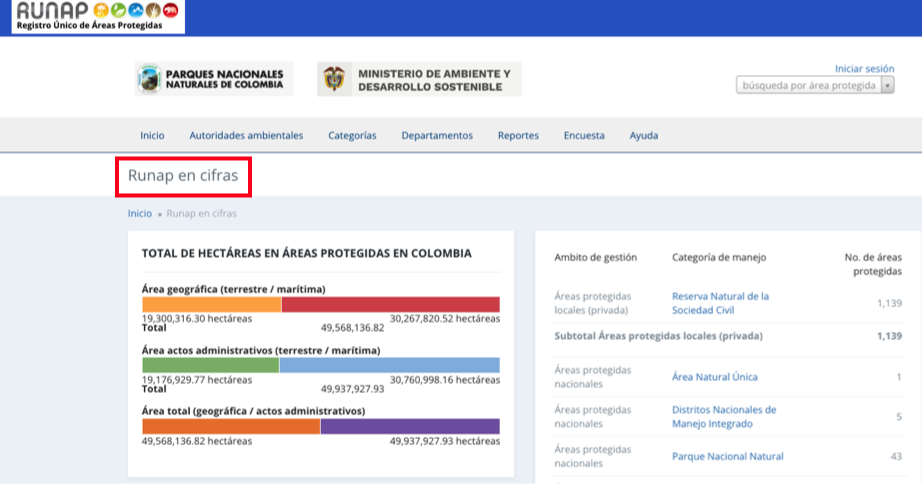 RUNAP
Registro Único de Áreas Protegidas
PARQUES NACIONALES
NATURALES DE COLOMBIA
MINISTERIO DE AMBIENTE Y
DESARROLLO SOSTENIBLE
Iniciar sesión
búsqueda por área protegida
Inicio Autoridades ambientales Categorías Departamentos Reportes Encuesta Ayuda
Runap en cifras
Inicio • Runap en cifras
TOTAL DE HECTÁREAS EN ÁREAS PROTEGIDAS EN COLOMBIA
Área geográfica (terrestre / marítima)
19,300,316.30 hectáreas 30,267,820.52 hectáreas
Total 49,568,136.82
Área actos administrativos (terrestre / marítima)
19,176,929.77 hectáreas 30,760,998.16 hectáreas
Total 49,937,927.93
Área total (geográfica / actos administrativos)
49,568,136.82 hectáreas 49,937,927.93 hectáreas
Ambito de gestión Categoría de manejo No. de áreas
protegidas
Áreas protegidas Reserva Natural de la
locales (privada) Sociedad Civil 1,139
Subtotal Áreas protegidas locales (privada) 1,139
Áreas protegidas
nacionales Área Natural Única 1
Áreas protegidas Distritos Nacionales de
nacionales Manejo Integrado 5
Áreas protegidas
nacionales Parque Nacional Natural 43